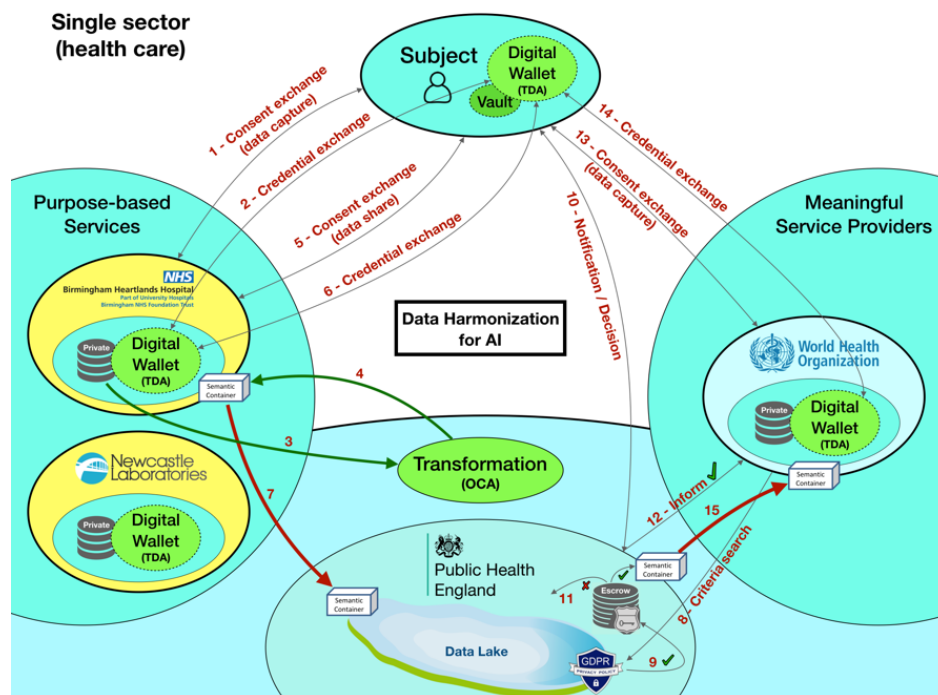 Single sector
(health care)
Subject
Digital
Wallet
(TDA)
Vault
1 - Consent exchange
(data capture)
2 - Credential exchange
5 - Consent exchange
(data share)
6 - Credential exchange
10 - Notification / Decision
13 - Consent exchange
(data capture)
14 - Credential exchange
Purpose-based
Services
NHS
Birmingham Heartlands Hospital
Part of University Hospitals
Birmingham NHS Foundation Trust
Private
Digital
Wallet
(TDA)
Semantic
Container
Newcastle
Laboratories
Private
Digital
Wallet
(TDA)
Data Harmonization
for AI
4
3
7
Transformation
(OCA)
Meaningful
Service Providers
World Health
Organization
Private
Digital
Wallet
(TDA)
Semantic
Container
12 - Inform
15
8 - Criteria search
Public Health
England
Semantic
Container
Semantic
Container
11
Escrow
Data Lake
GDPR
PRIVACY POLICY
9